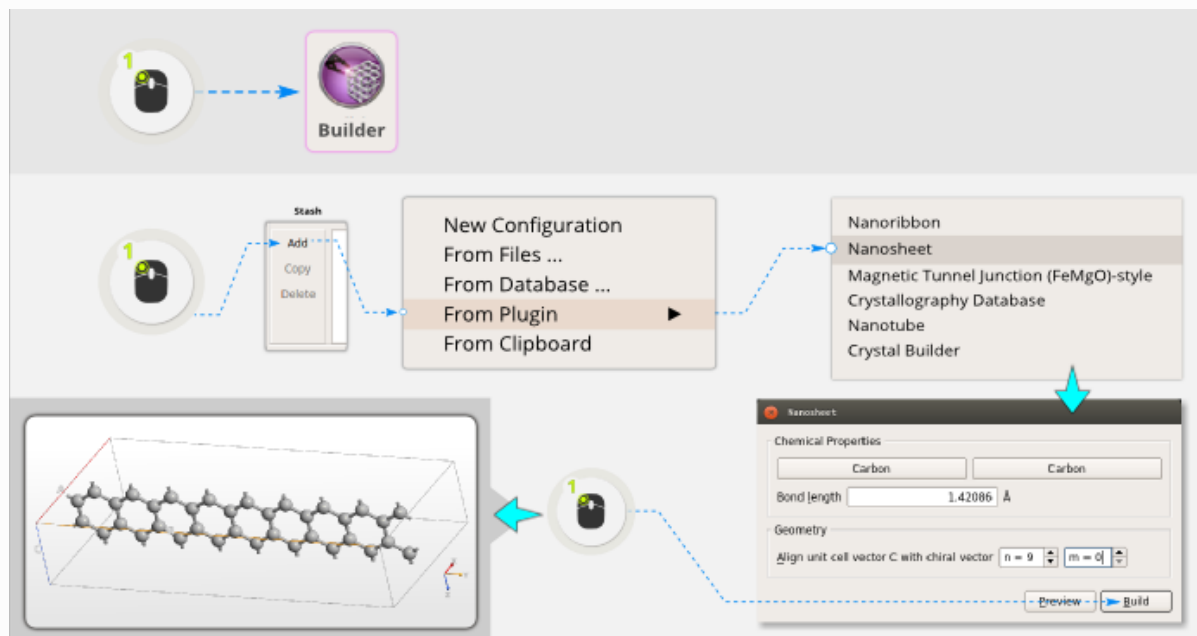 1
Builder
1
Stash
Add
Copy
Delete
New Configuration
From Files ...
From Database ...
From Plugin
From Clipboard
Nanoribbon
Nanosheet
Magnetic Tunnel Junction (FeMgO)-style
Crystallography Database
Nanotube
Crystal Builder
Nanosheet
Chemical Properties
Carbon Carbon
Bond length 1.42086 Å
Geometry
Align unit cell vector C with chiral vector n = 9 m = 0
Preview Build
1